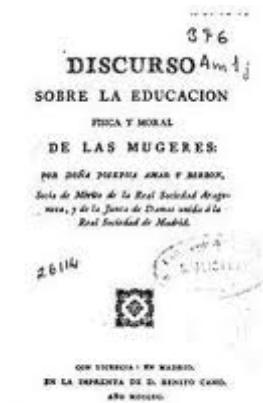 376
Am1j
DISCURSO
SOBRE LA EDUCACION
FISICA Y MORAL
DE LAS MUGERES:
POR DOÑA JOSEPHA AMAR Y BORBON,
Socia de Mérito de la Real Sociedad Arago-
nesa, y de la Junta de Damas unida á la
Real Sociedad de Madrid.
26114
CON LICENCIA: EN MADRID.
EN LA IMPRENTA DE D. BENITO CANO.
AÑO